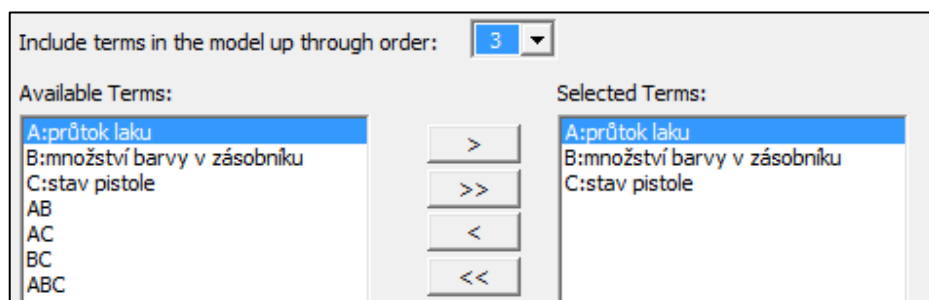 Include terms in the model up through order: 3
Available Terms:
A:průtok laku
B:množství barvy v zásobníku
C:stav pistole
AB
AC
BC
ABC
>
>>
<
<<
Selected Terms:
A:průtok laku
B:množství barvy v zásobníku
C:stav pistole